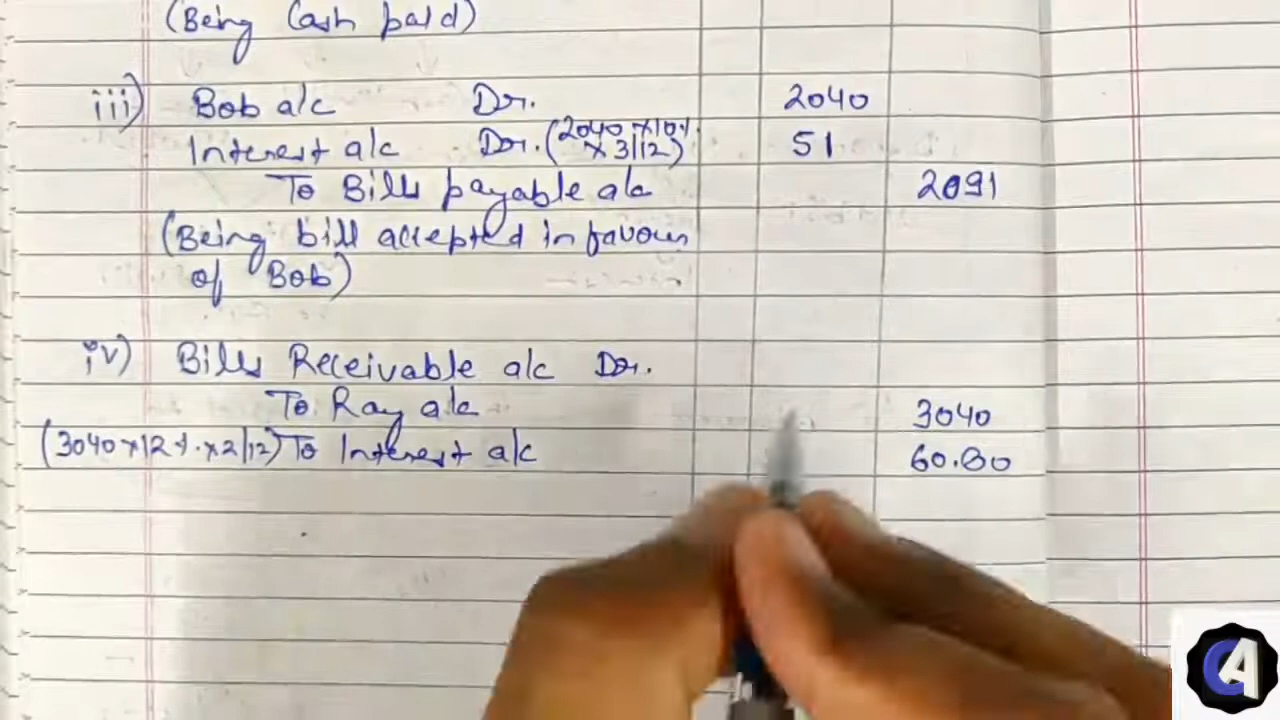 (Being Cash paid)
iii) Bob a/c Dr. 2040
Interest a/c Dr. (2040 × 10% × 3/12) 51
To Bills payable a/c 2091
(Being bill accepted in favour
of Bob)
iv) Bills Receivable a/c Dr.
To Ray a/c 3040
(3040 × 12% × 2/12) To Interest a/c 60.80
CA